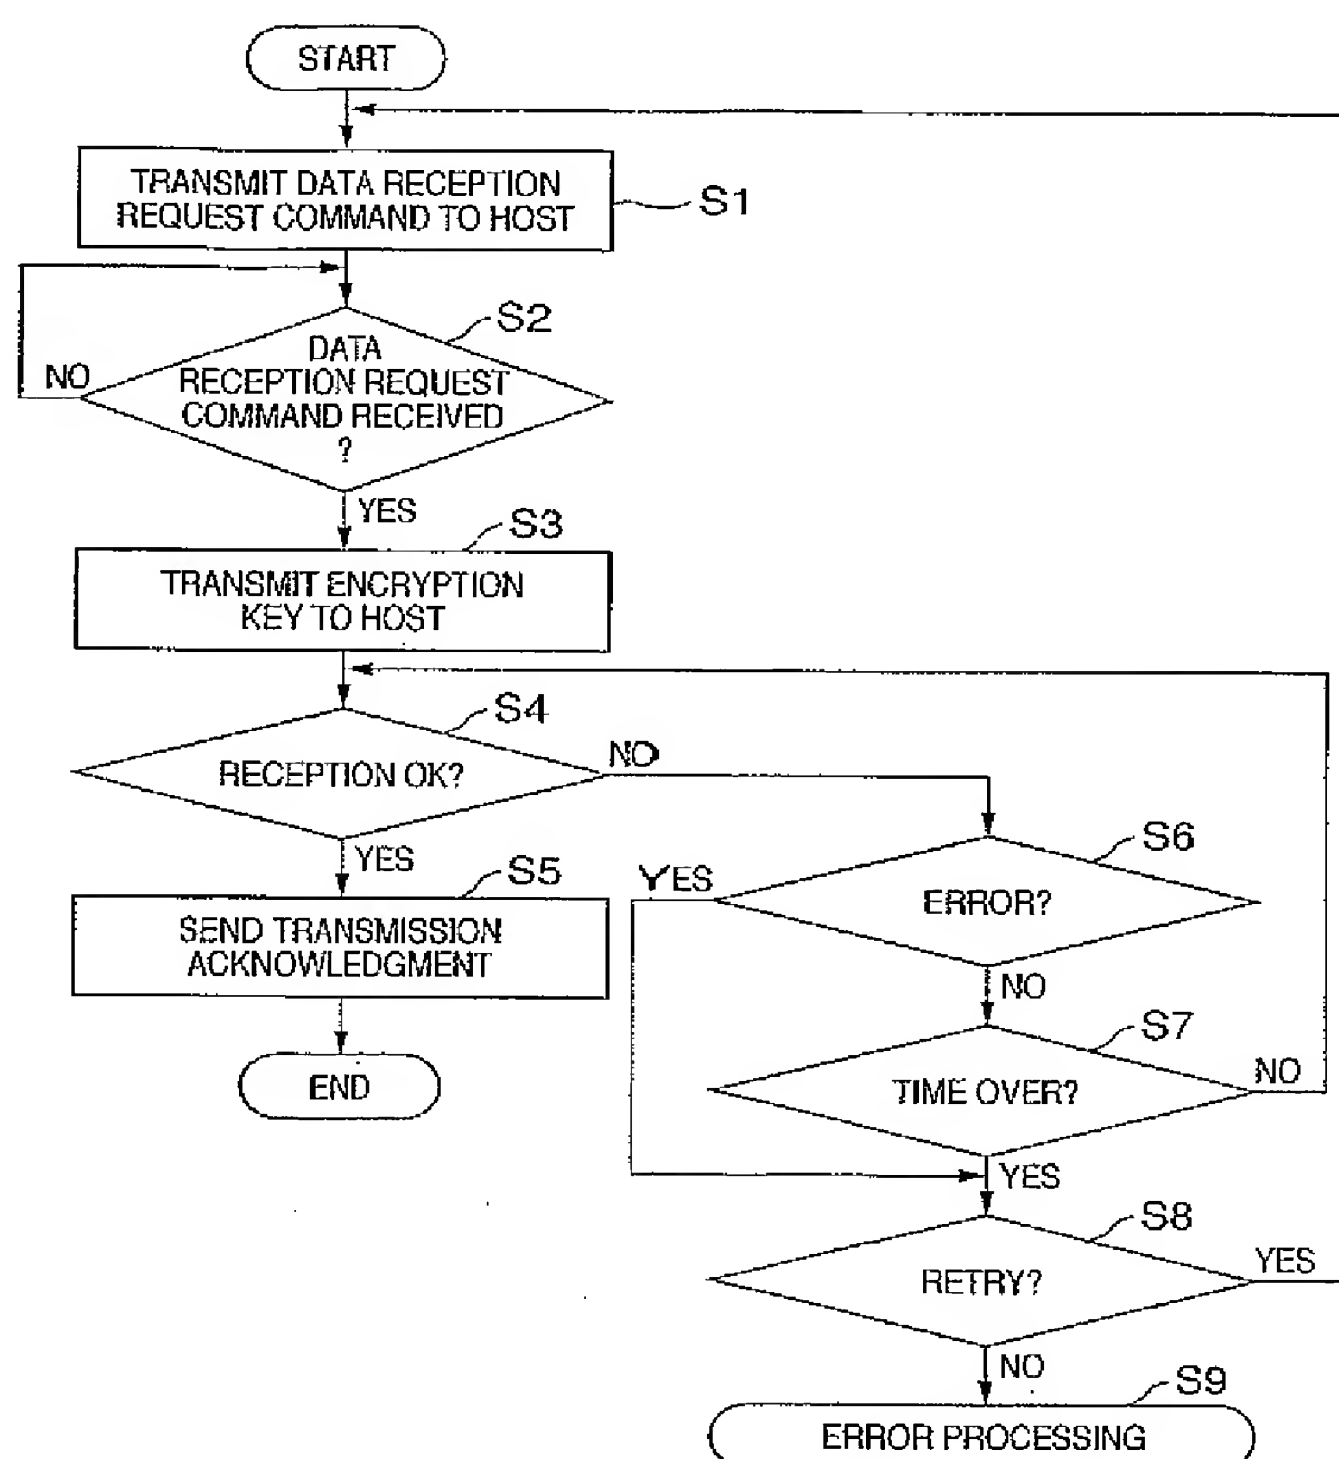 START
TRANSMIT DATA RECEPTION
REQUEST COMMAND TO HOST
S1
S2
DATA
RECEPTION REQUEST
COMMAND RECEIVED
?
NO
YES
S3
TRANSMIT ENCRYPTION
KEY TO HOST
S4
RECEPTION OK?
NO
YES
S5
SEND TRANSMISSION
ACKNOWLEDGMENT
END
S6
YES
ERROR?
NO
S7
TIME OVER?
NO
YES
S8
RETRY?
YES
NO
S9
ERROR PROCESSING